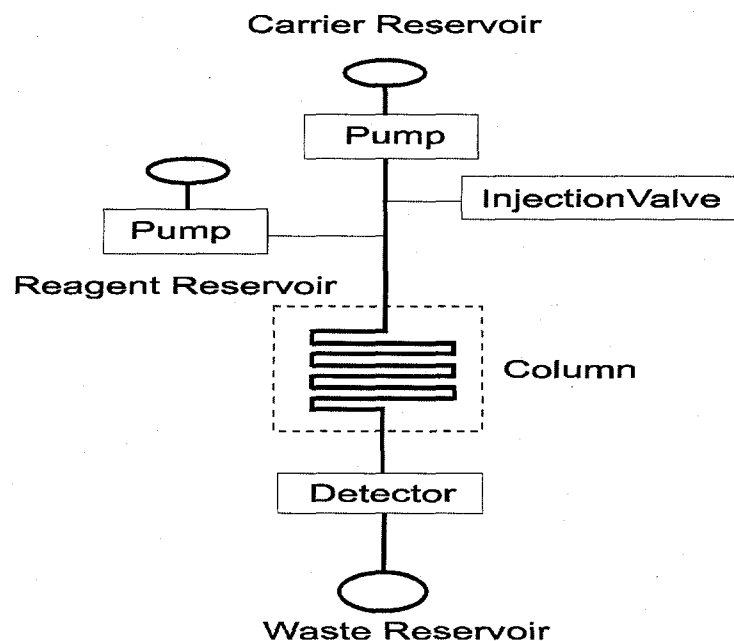 Carrier Reservoir
Pump
InjectionValve
Pump
Reagent Reservoir
Column
Detector
Waste Reservoir